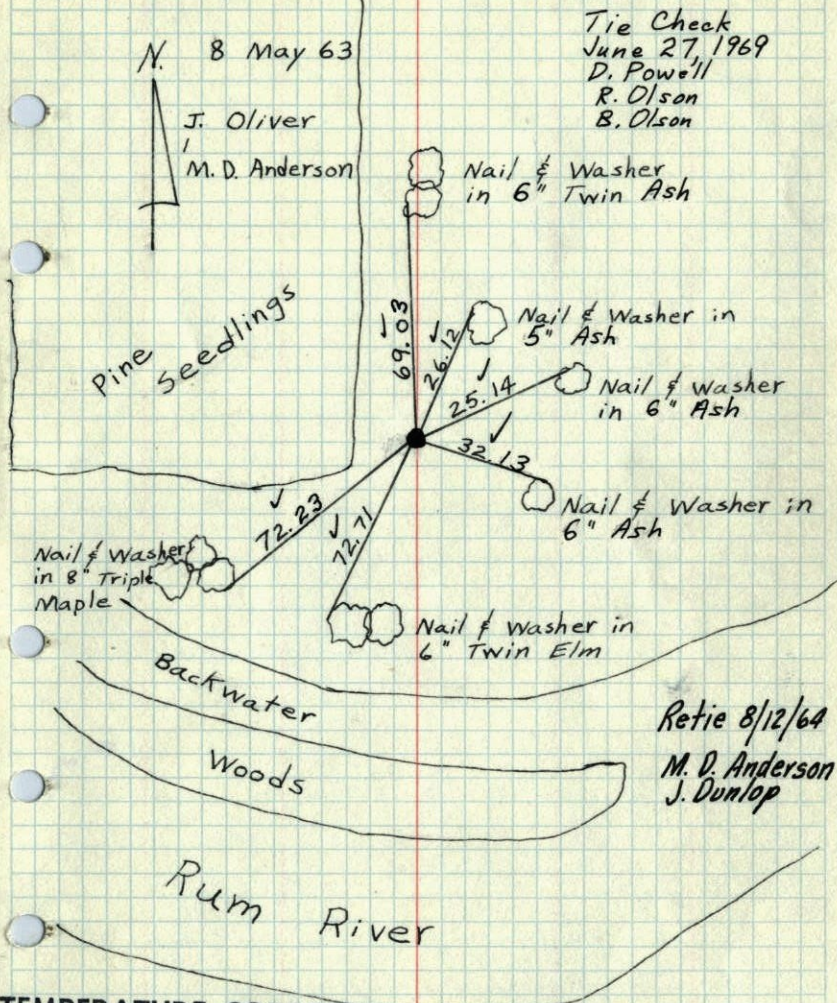 N. 8 May 63
J. Oliver
M. D. Anderson
Tie Check
June 27, 1969
D. Powell
R. Olson
B. Olson
Nail & Washer
in 6" Twin Ash
Pine
Seedlings
69.03
26.12
Nail & Washer in
5" Ash
25.14
Nail & Washer
in 6" Ash
32.13
Nail & Washer in
6" Ash
72.23
72.71
Nail & Washer
in 8" Triple
Maple
Nail & Washer in
6" Twin Elm
Backwater
Retie 8/12/64
M. D. Anderson
J. Dunlop
Woods
Rum River